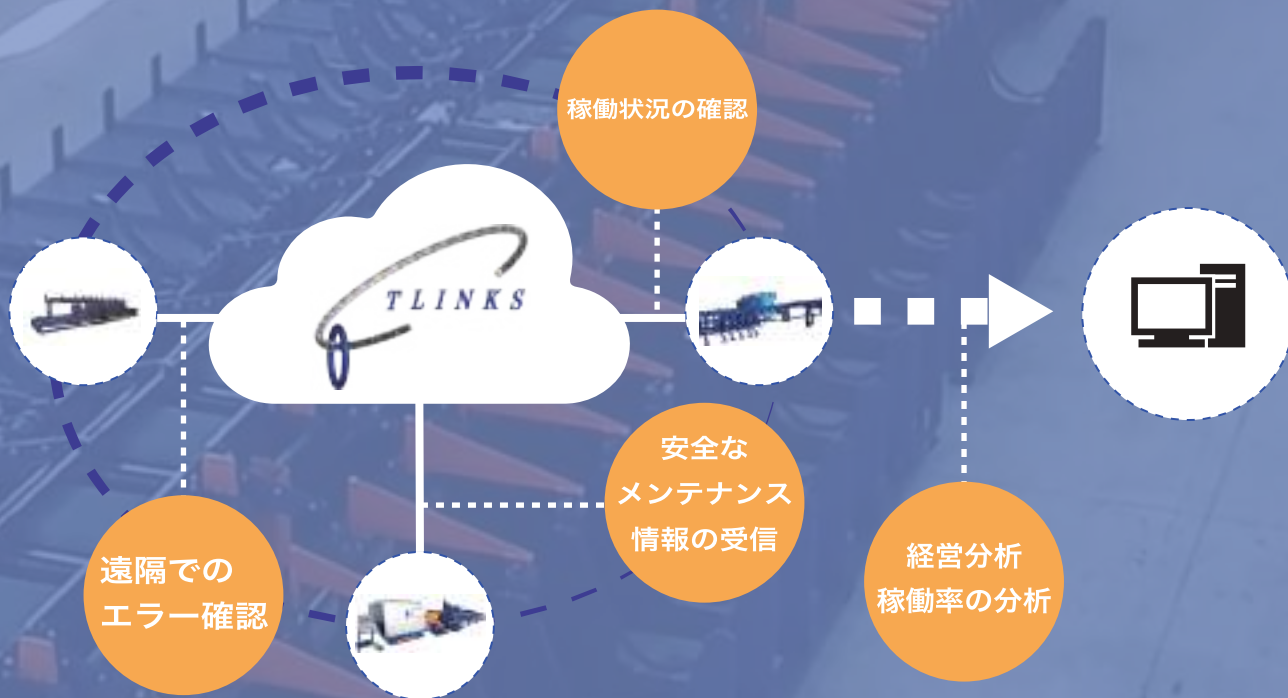 稼働状況の確認
TLINKS
安全な
メンテナンス
情報の受信
遠隔での
エラー確認
経営分析
稼働率の分析